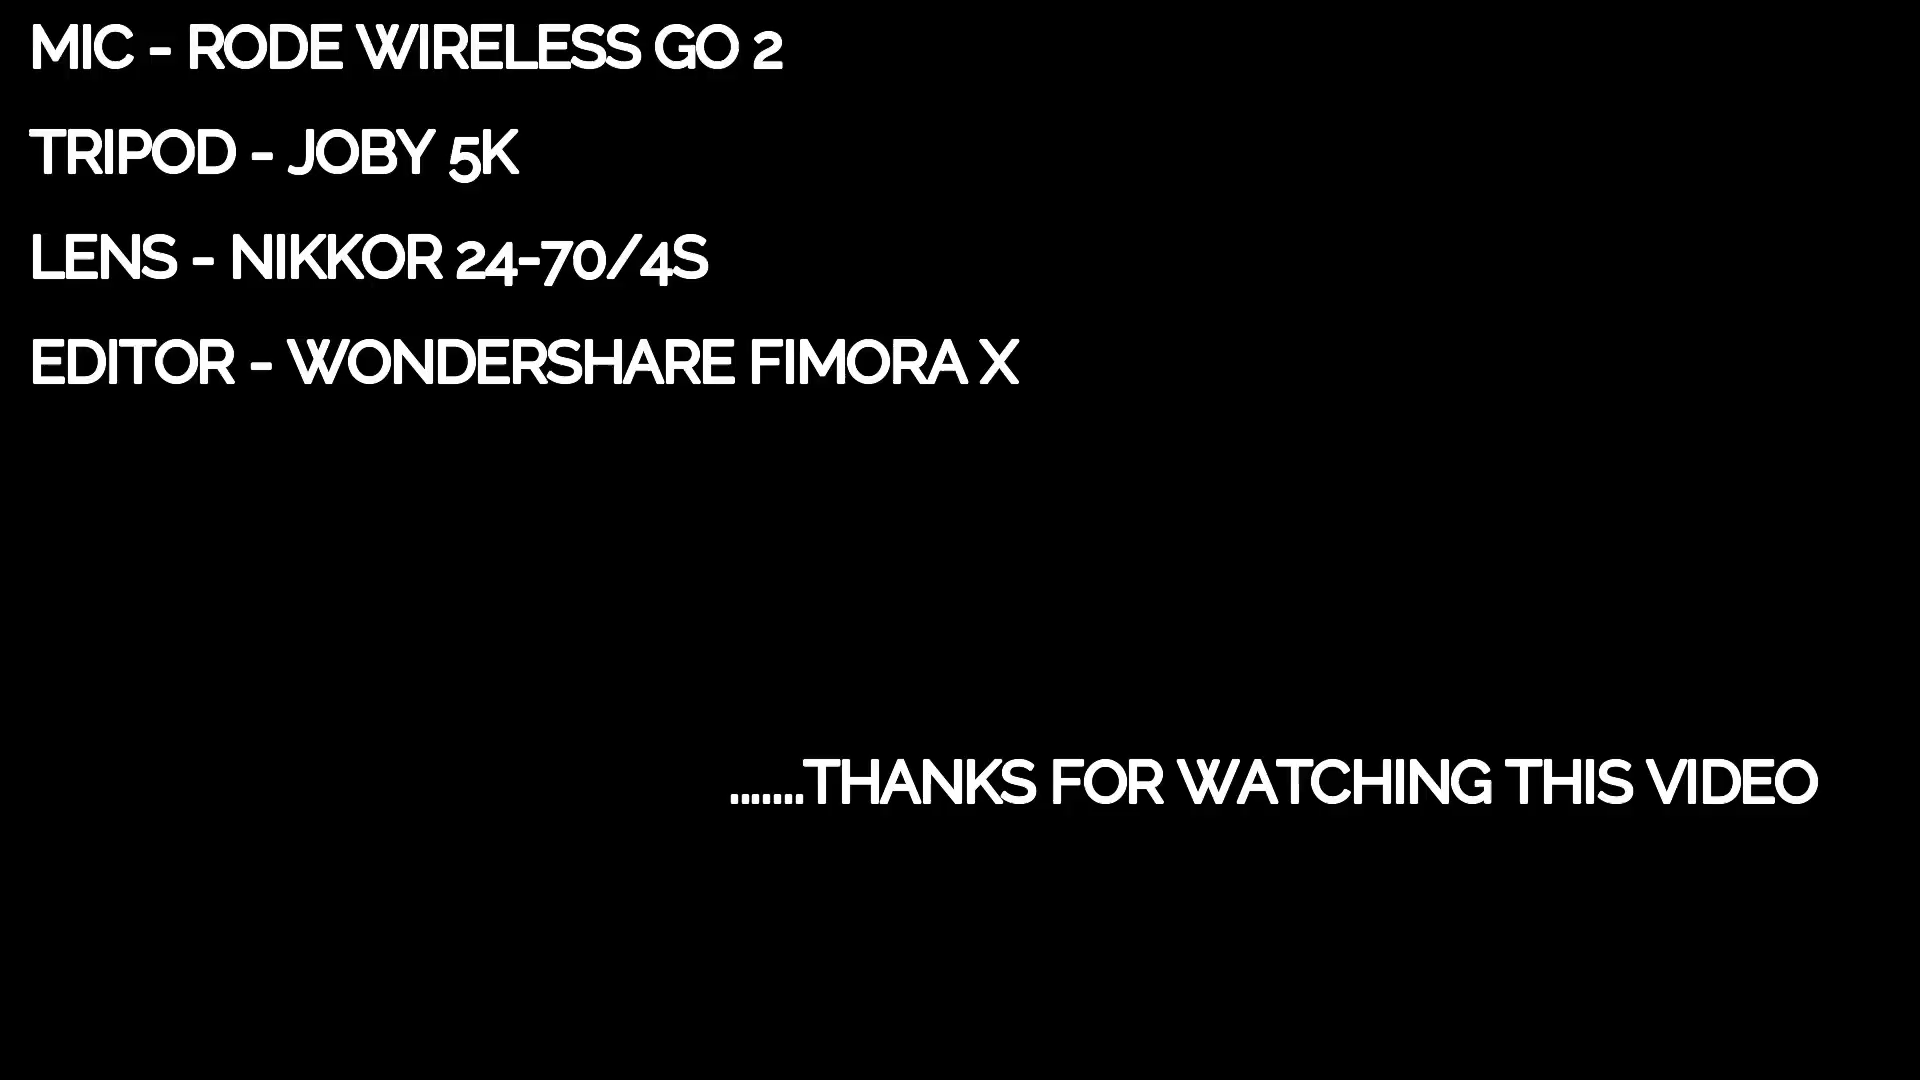 MIC - RODE WIRELESS GO 2
TRIPOD - JOBY 5K
LENS - NIKKOR 24-70/4S
EDITOR - WONDERSHARE FIMORA X
.......THANKS FOR WATCHING THIS VIDEO